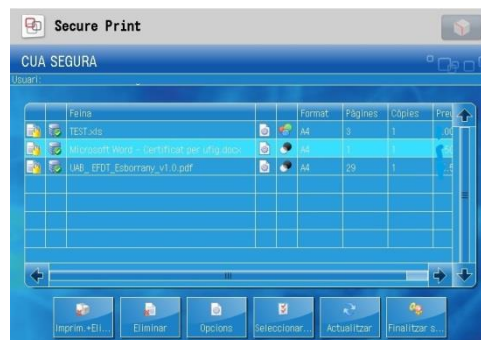 Secure Print
CUA SEGURA
Usuari:
Feina Format Pàgines Còpies
TEST.xls A4 3 1
Microsoft Word - Certificat per ufig.docx A4 1 1
UAB_ EFDT_Esborrany_v1.0.pdf A4 29 1
Imprim.+Eli... Eliminar Opcions Seleccionar... Actualitzar Finalitzar s...